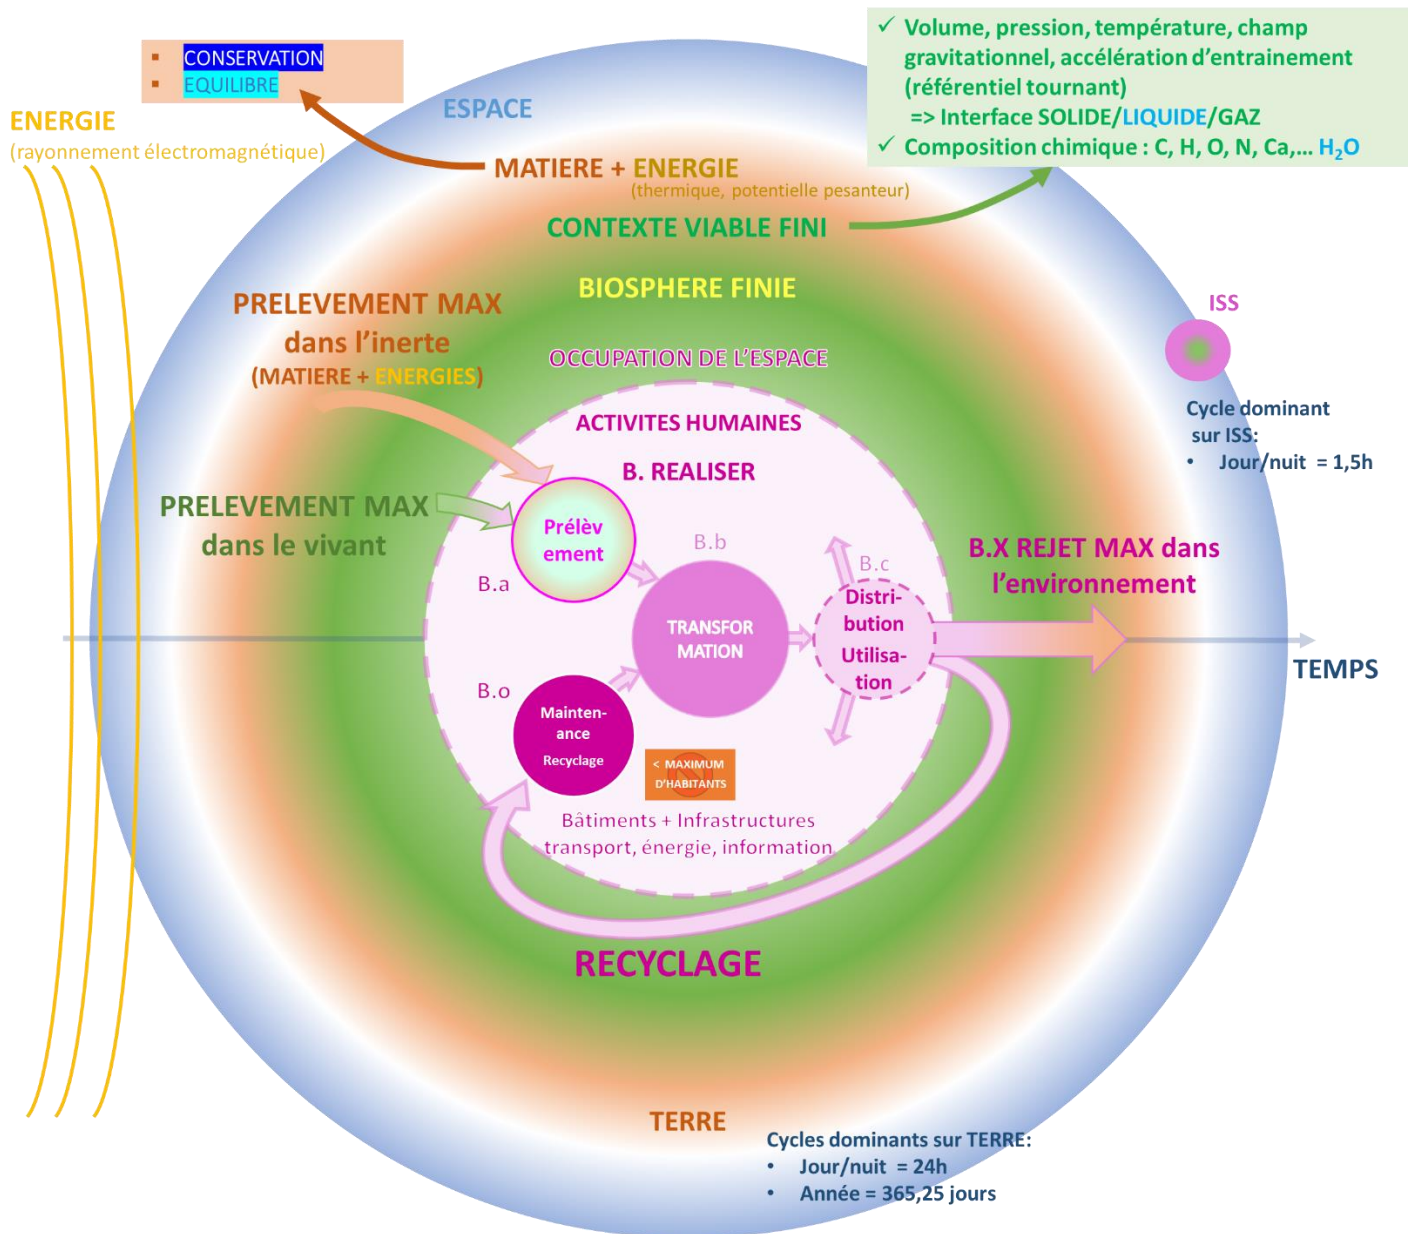 CONSERVATION
EQUILIBRE
ENERGIE
(rayonnement électromagnétique)
ESPACE
✓ Volume, pression, température, champ
gravitationnel, accélération d'entrainement
(référentiel tournant)
=> Interface SOLIDE/LIQUIDE/GAZ
✓ Composition chimique : C, H, O, N, Ca,... H₂O
MATIERE + ENERGIE
(thermique, potentielle pesanteur)
CONTEXTE VIABLE FINI
BIOSPHERE FINIE
PRELEVEMENT MAX
dans l'inerte
(MATIERE + ENERGIES)
OCCUPATION DE L'ESPACE
ISS
Cycle dominant
sur ISS:
• Jour/nuit = 1,5h
ACTIVITES HUMAINES
B. REALISER
PRELEVEMENT MAX
dans le vivant
Prélèv
ement
B.a
B.b
B.c
TRANSFOR
MATION
Distri-
bution
Utilisa-
tion
B.X REJET MAX dans
l'environnement
TEMPS
B.o
Mainten-
ance
Recyclage
< MAXIMUM
D'HABITANTS
Bâtiments + Infrastructures
transport, énergie, information
RECYCLAGE
TERRE
Cycles dominants sur TERRE:
• Jour/nuit = 24h
• Année = 365,25 jours